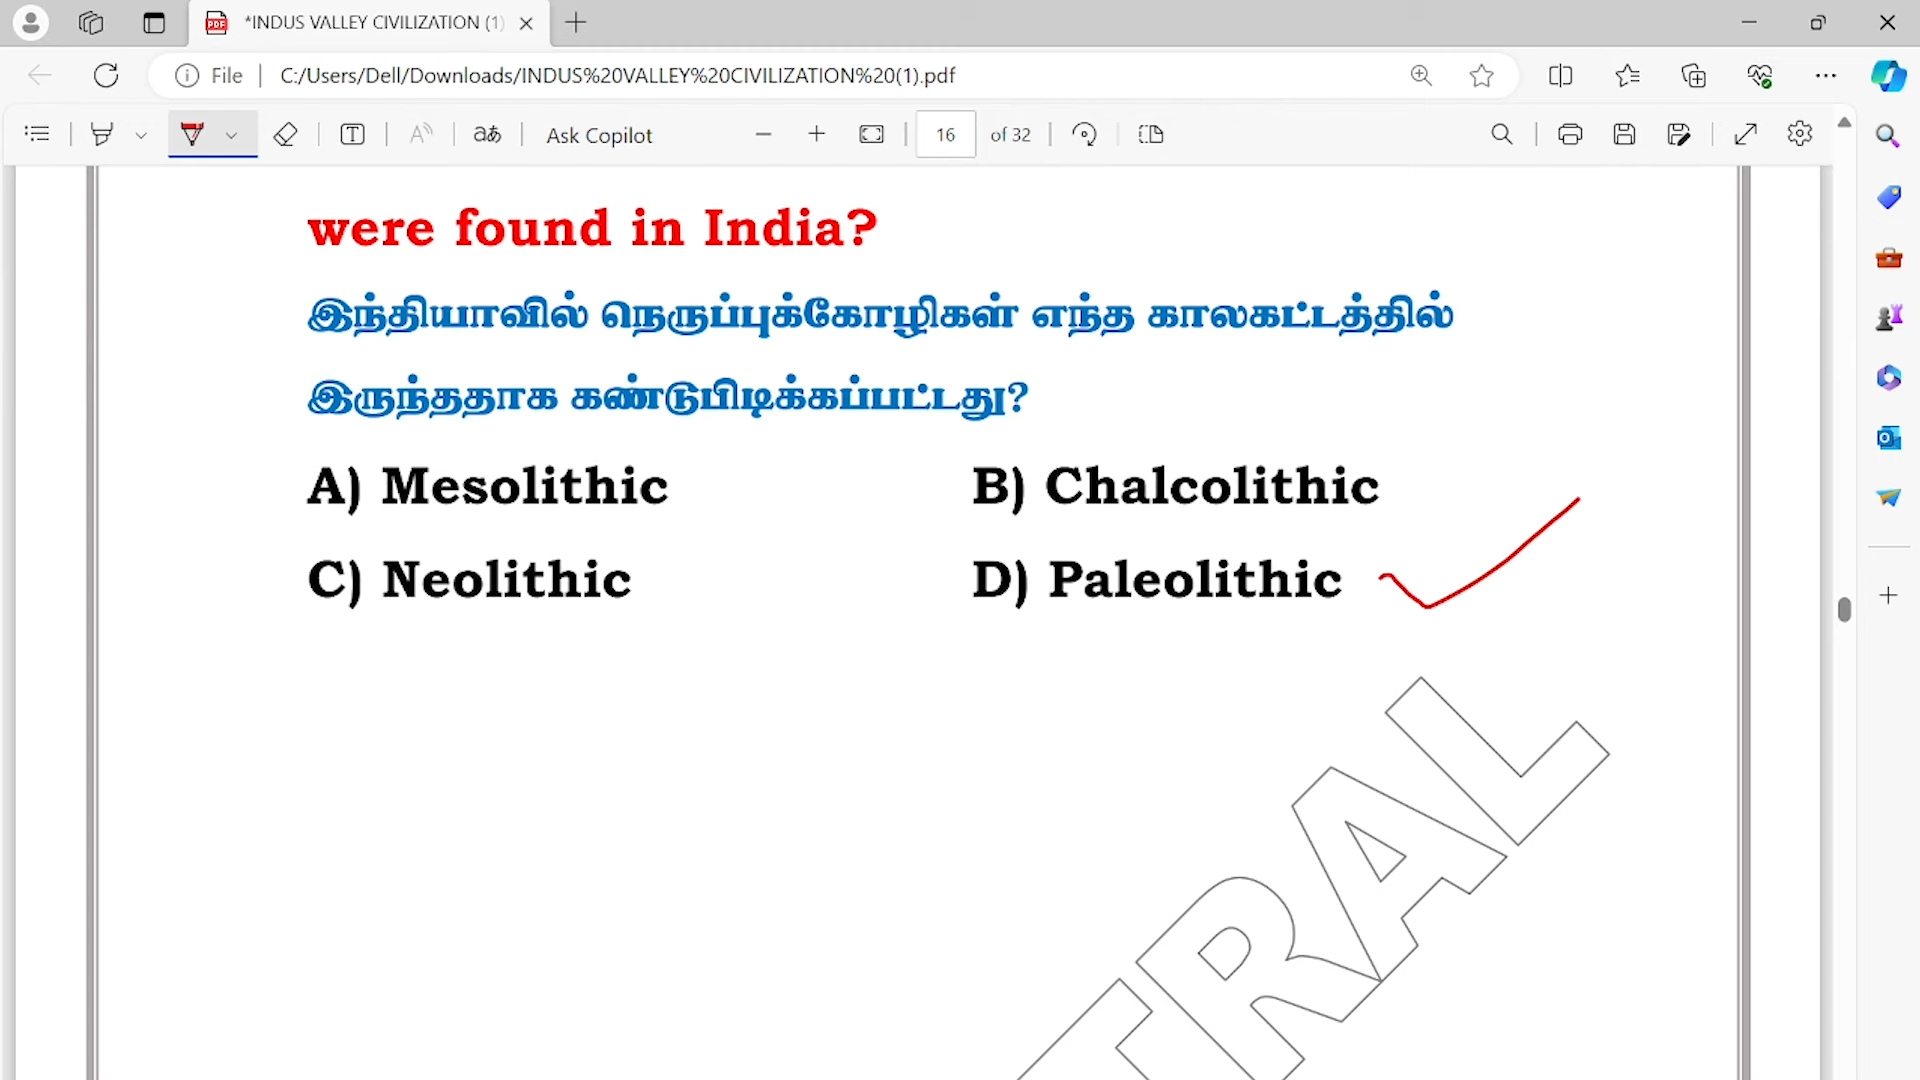 *INDUS VALLEY CIVILIZATION (1)
File
C:/Users/Dell/Downloads/INDUS%20VALLEY%20CIVILIZATION%20(1).pdf
aあ
Ask Copilot
16
of 32
were found in India?
இந்தியாவில் நெருப்புக்கோழிகள் எந்த காலகட்டத்தில்
இருந்ததாக கண்டுபிடிக்கப்பட்டது?
A) Mesolithic
B) Chalcolithic
C) Neolithic
D) Paleolithic
TRAL